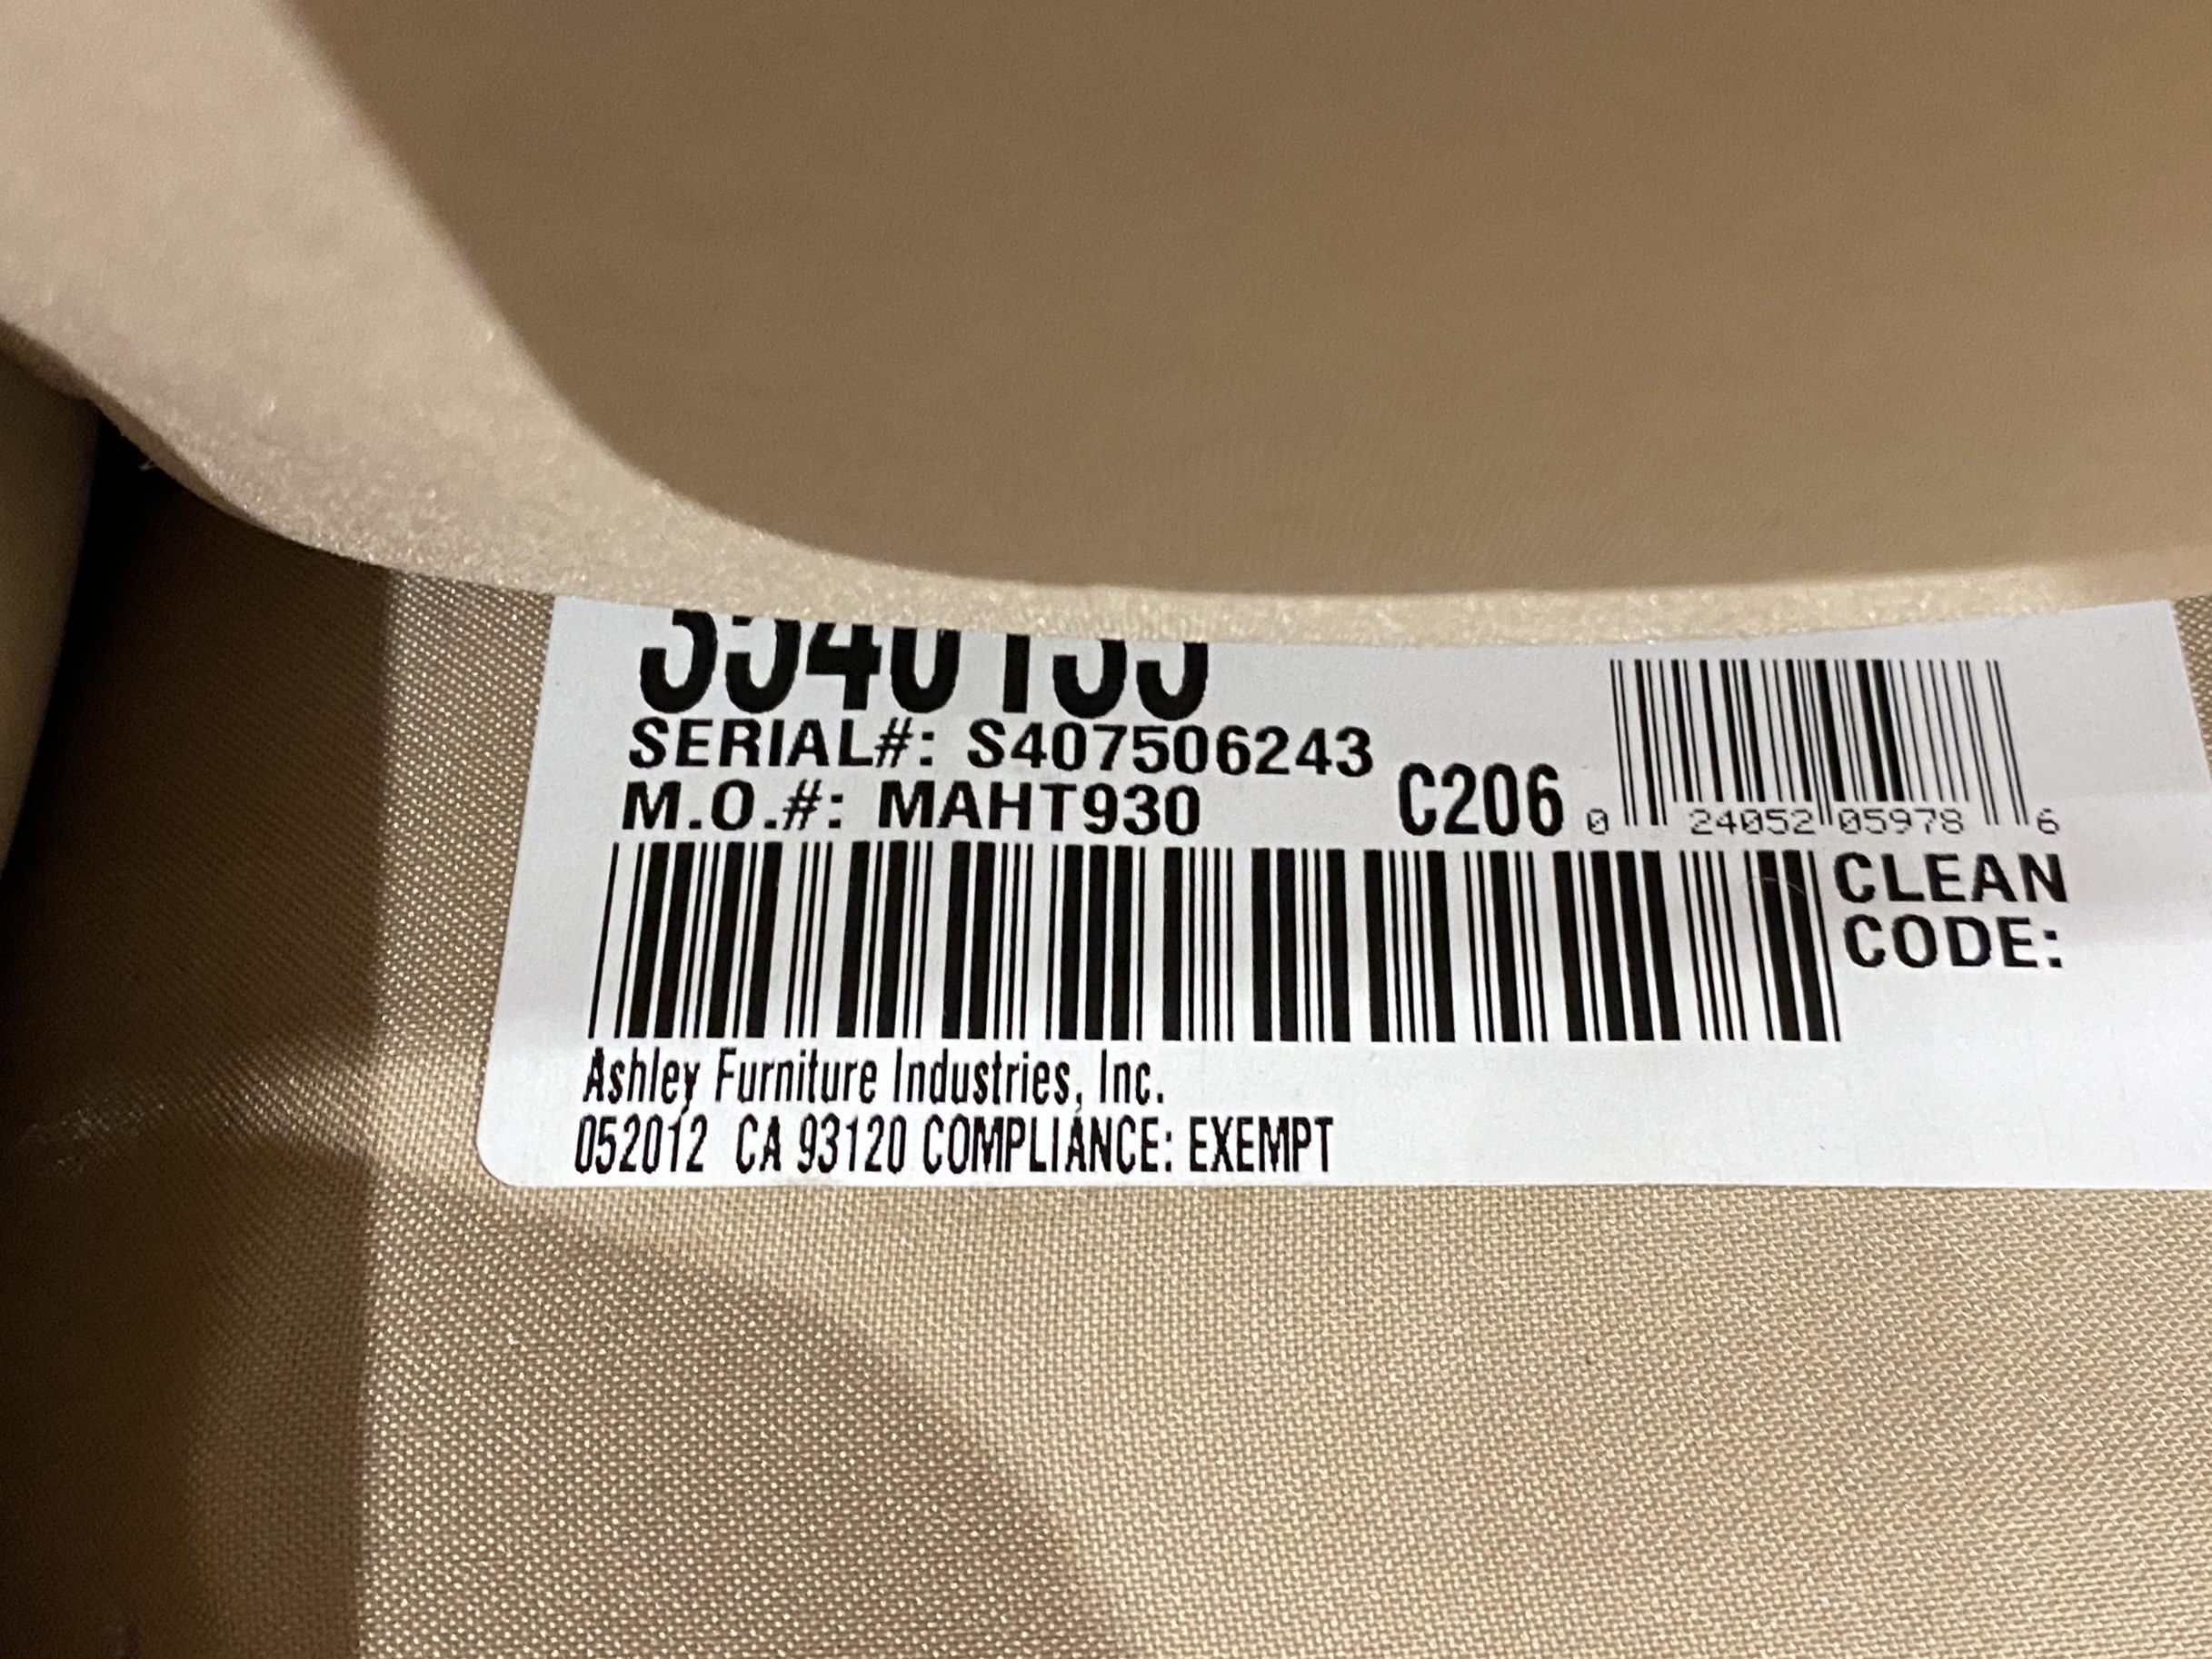 SERIAL#: S407506243
M.O.#: MAHT930
C206
0 24052 05978 6
CLEAN
CODE:
Ashley Furniture Industries, Inc.
052012 CA 93120 COMPLIANCE: EXEMPT